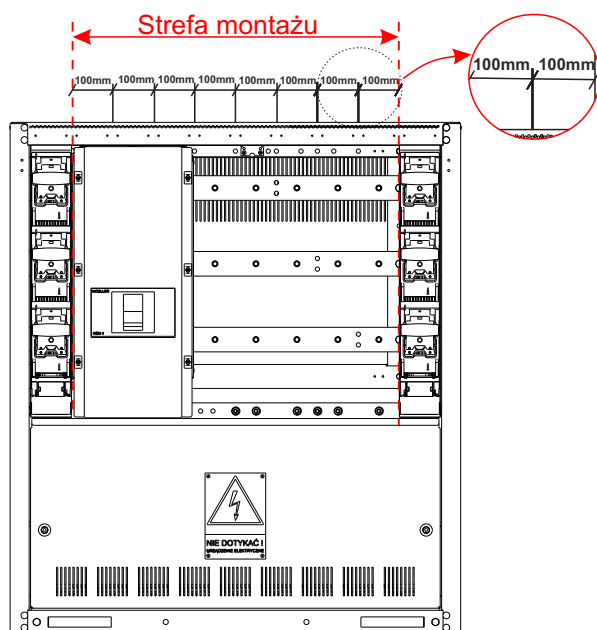 Strefa montażu
100mm 100mm 100mm 100mm 100mm 100mm 100mm 100mm
100mm 100mm
NIE DOTYKAĆ !
URZĄDZENIE ELEKTRYCZNE